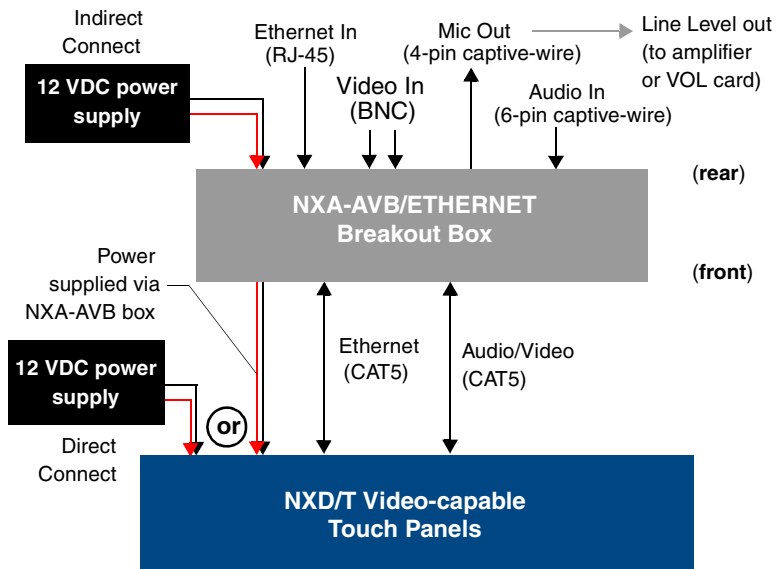 Indirect
Connect
12 VDC power
supply
Ethernet In
(RJ-45)
Video In
(BNC)
Mic Out
(4-pin captive-wire)
Line Level out
(to amplifier
or VOL card)
Audio In
(6-pin captive-wire)
(rear)
NXA-AVB/ETHERNET
Breakout Box
(front)
Power
supplied via
NXA-AVB box
Ethernet
(CAT5)
Audio/Video
(CAT5)
12 VDC power
supply
or
Direct
Connect
NXD/T Video-capable
Touch Panels